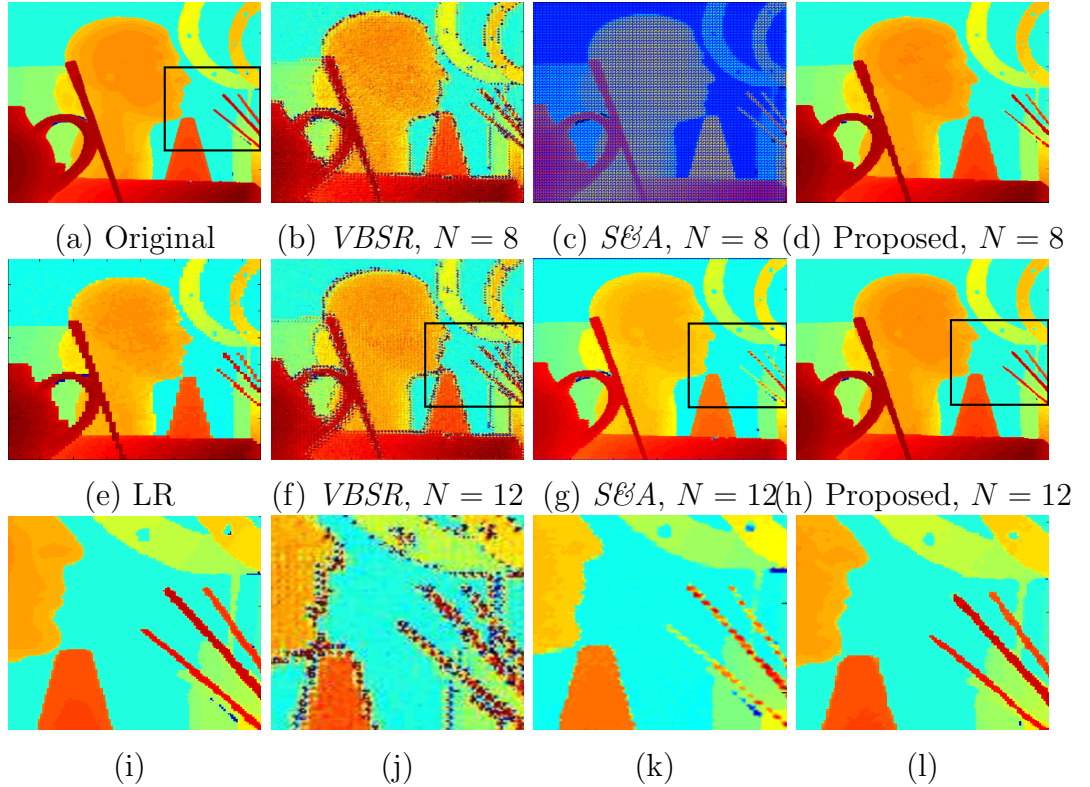 (a) Original
(b) VBSR, N = 8
(c) S&A, N = 8
(d) Proposed, N = 8
(e) LR
(f) VBSR, N = 12
(g) S&A, N = 12
(h) Proposed, N = 12
(i)
(j)
(k)
(l)